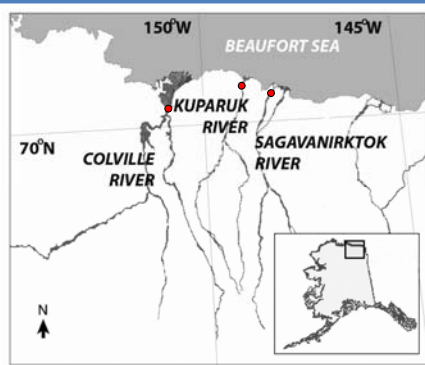 150°
145°
BEAUFORT SEA
KUPARUK
RIVER
SAGAVANIRKTOK
RIVER
70°N
COLVILLE
RIVER
N